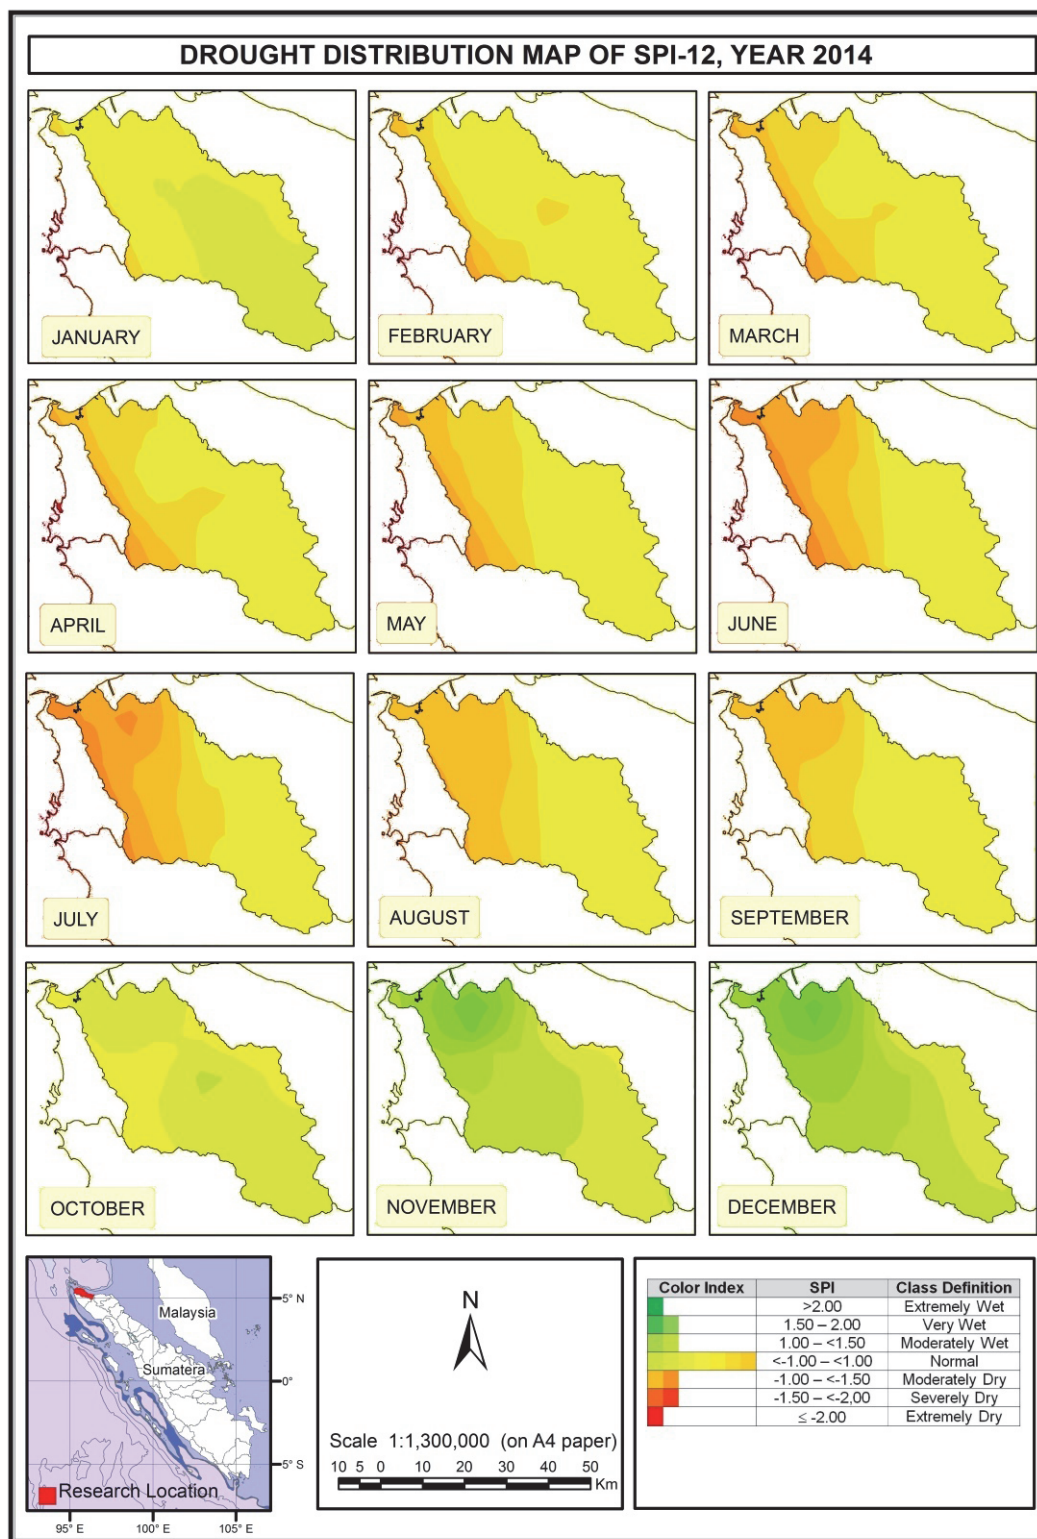 DROUGHT DISTRIBUTION MAP OF SPI-12, YEAR 2014
JANUARY
FEBRUARY
MARCH
APRIL
MAY
JUNE
JULY
AUGUST
SEPTEMBER
OCTOBER
NOVEMBER
DECEMBER
Malaysia
Sumatera
5° N
0°
5° S
Research Location
95° E 100° E 105° E
N
Scale 1:1,300,000 (on A4 paper)
10 5 0 10 20 30 40 50
Km
Color Index SPI Class Definition
>2.00 Extremely Wet
1.50 – 2.00 Very Wet
1.00 – <1.50 Moderately Wet
<-1.00 – <1.00 Normal
-1.00 – <-1.50 Moderately Dry
-1.50 – <-2,00 Severely Dry
≤ -2.00 Extremely Dry